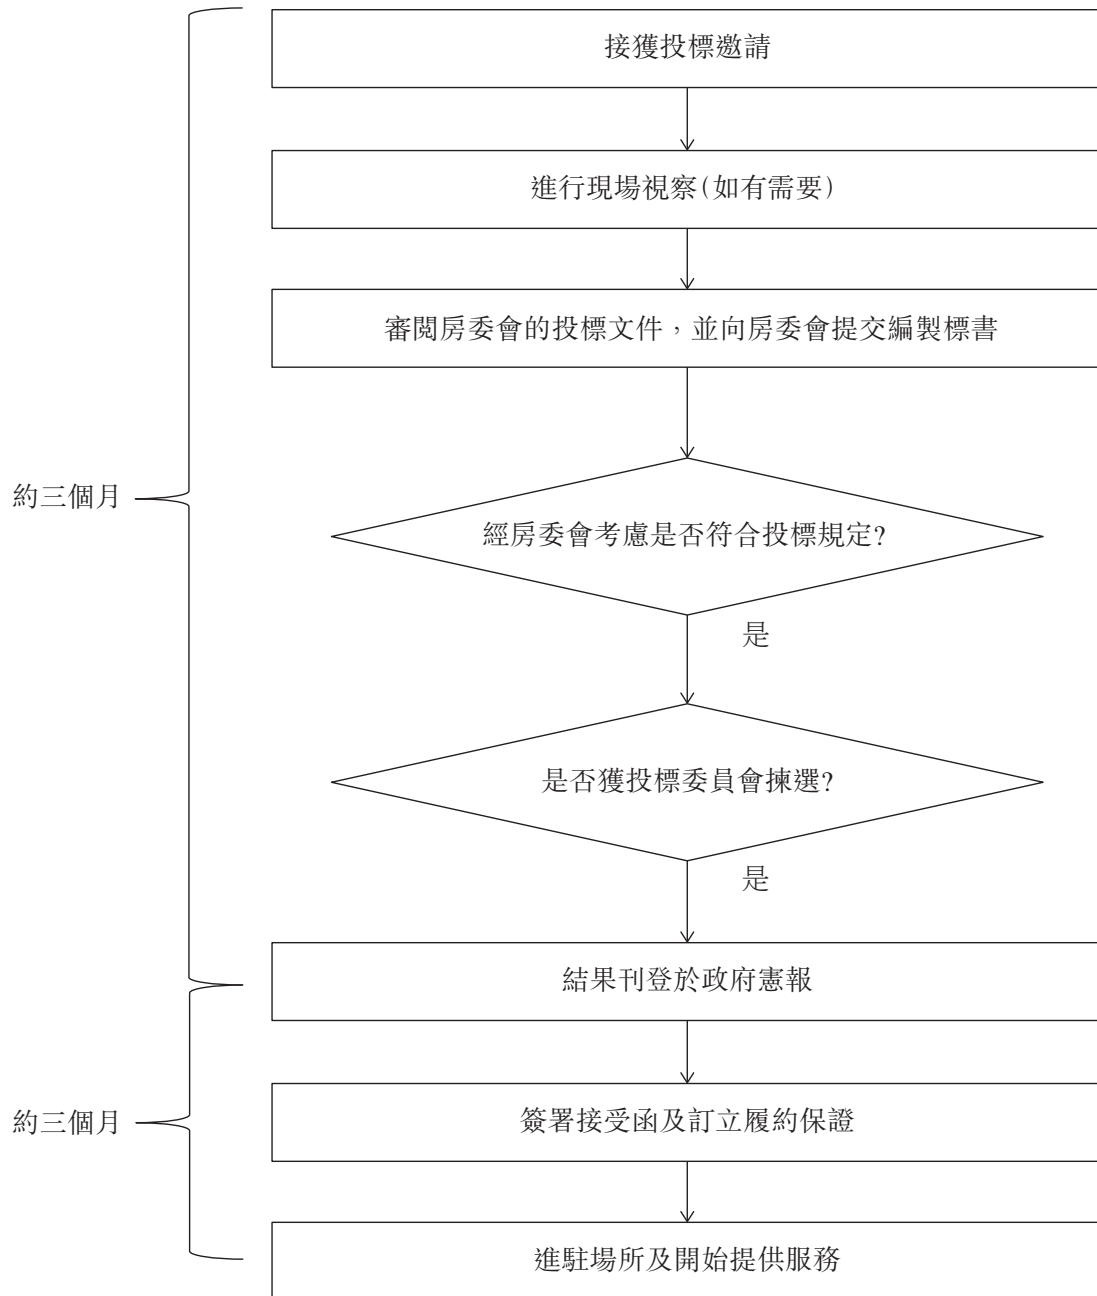 接獲投標邀請
進行現場視察(如有需要)
審閲房委會的投標文件，並向房委會提交編製標書
約三個月
經房委會考慮是否符合投標規定?
是
是否獲投標委員會揀選?
是
結果刊登於政府憲報
約三個月
簽署接受函及訂立履約保證
進駐場所及開始提供服務